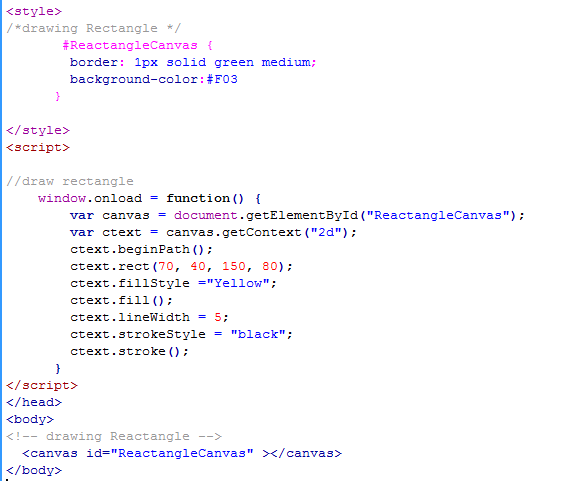 <style>
/*drawing Rectangle */
#ReactangleCanvas {
border: 1px solid green medium;
background-color:#F03
}
</style>
<script>
//draw rectangle
window.onload = function() {
var canvas = document.getElementById("ReactangleCanvas");
var ctext = canvas.getContext("2d");
ctext.beginPath();
ctext.rect(70, 40, 150, 80);
ctext.fillStyle ="Yellow";
ctext.fill();
ctext.lineWidth = 5;
ctext.strokeStyle = "black";
ctext.stroke();
}
</script>
</head>
<body>
<!-- drawing Reactangle -->
<canvas id="ReactangleCanvas" ></canvas>
</body>